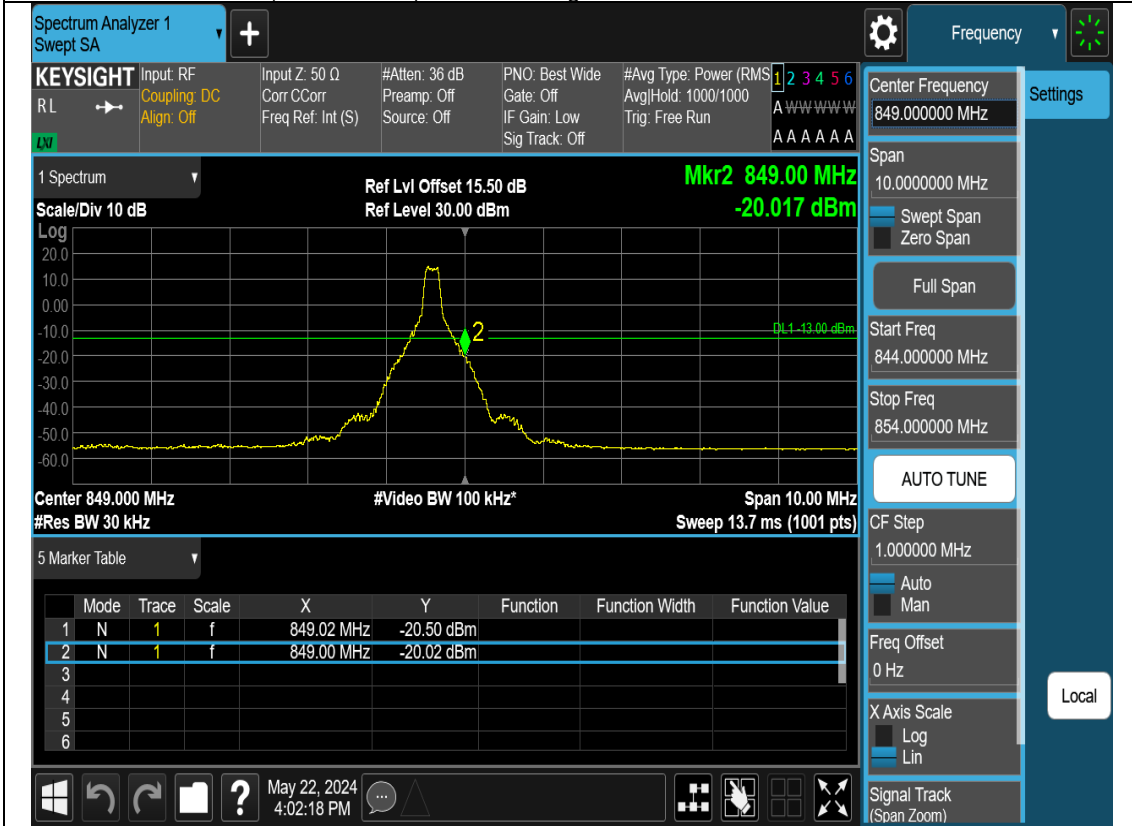 Spectrum Analyzer 1
Swept SA
+
Frequency
KEYSIGHT
R L
LXI
Input: RF
Coupling: DC
Align: Off
Input Z: 50 Ω
Corr CCorr
Freq Ref: Int (S)
#Atten: 36 dB
Preamp: Off
Source: Off
PNO: Best Wide
Gate: Off
IF Gain: Low
Sig Track: Off
#Avg Type: Power (RMS
Avg|Hold: 1000/1000
Trig: Free Run
1 2 3 4 5 6
A W W W W W
A A A A A A
1 Spectrum
Scale/Div 10 dB
Ref Lvl Offset 15.50 dB
Ref Level 30.00 dBm
Mkr2 849.00 MHz
-20.017 dBm
Log
20.0
10.0
0.00
-10.0
-20.0
-30.0
-40.0
-50.0
-60.0
2
DL1 -13.00 dBm
Center 849.000 MHz
#Video BW 100 kHz*
Span 10.00 MHz
#Res BW 30 kHz
Sweep 13.7 ms (1001 pts)
5 Marker Table
Mode Trace Scale X Y Function Function Width Function Value
1 N 1 f 849.02 MHz -20.50 dBm
2 N 1 f 849.00 MHz -20.02 dBm
3
4
5
6
May 22, 2024
4:02:18 PM
?
Center Frequency
849.000000 MHz
Settings
Span
10.0000000 MHz
Swept Span
Zero Span
Full Span
Start Freq
844.000000 MHz
Stop Freq
854.000000 MHz
AUTO TUNE
CF Step
1.000000 MHz
Auto
Man
Freq Offset
0 Hz
Local
X Axis Scale
Log
Lin
Signal Track
(Span Zoom)